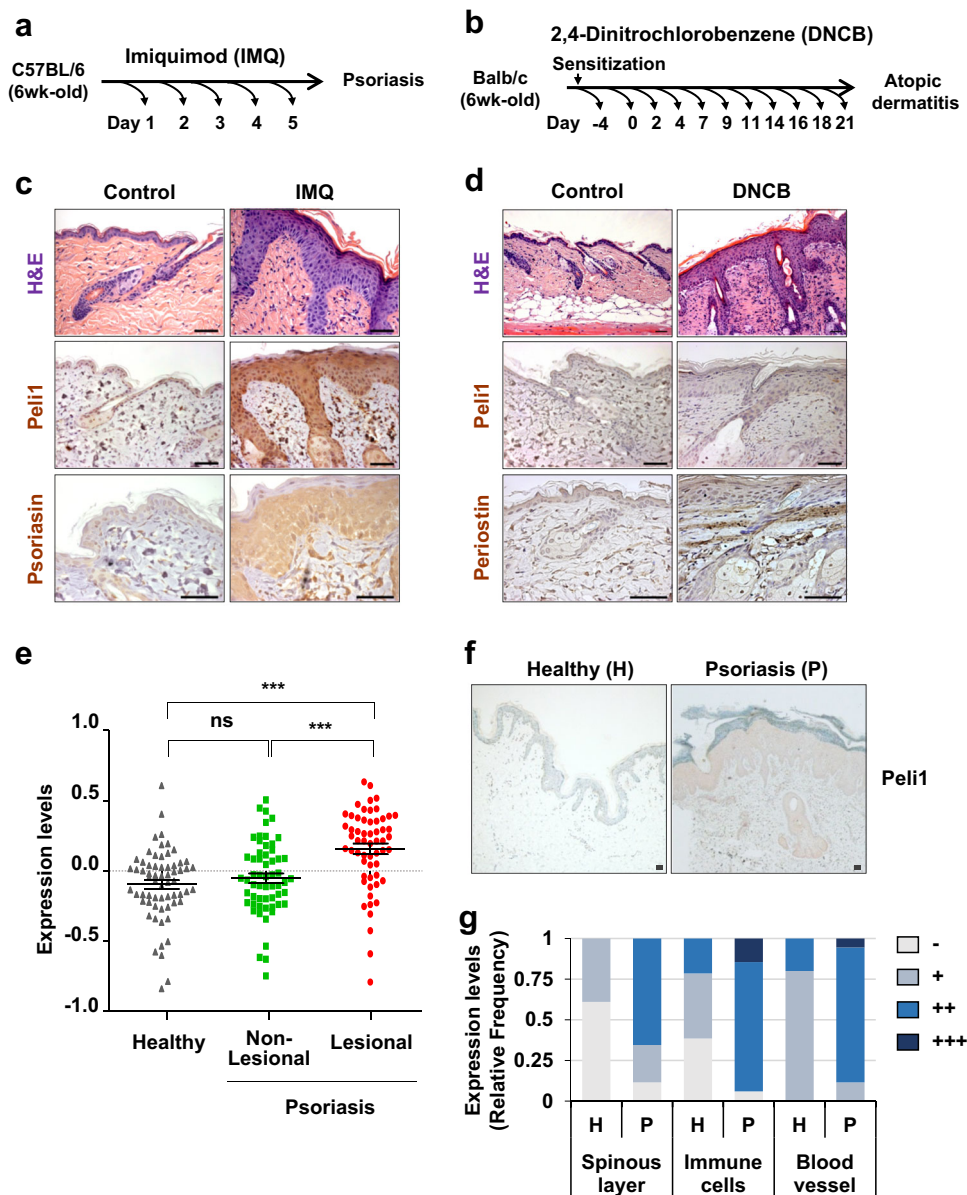 a
Imiquimod (IMQ)
C57BL/6
(6wk-old)
Psoriasis
Day 1 2 3 4 5
b
2,4-Dinitrochlorobenzene (DNCB)
Sensitization
Balb/c
(6wk-old)
Atopic
dermatitis
Day -4 0 2 4 7 9 11 14 16 18 21
c
Control IMQ
H&E
Peli1
Psoriasin
d
Control DNCB
H&E
Peli1
Periostin
e
***
ns ***
Expression levels
1.0
0.5
0.0
-0.5
-1.0
Healthy Non-Lesional Lesional
Psoriasis
f
Healthy (H) Psoriasis (P)
Peli1
g
Expression levels
(Relative Frequency)
1
0.75
0.5
0.25
0
H P H P H P
Spinous layer Immune cells Blood vessel
-
+
++
+++